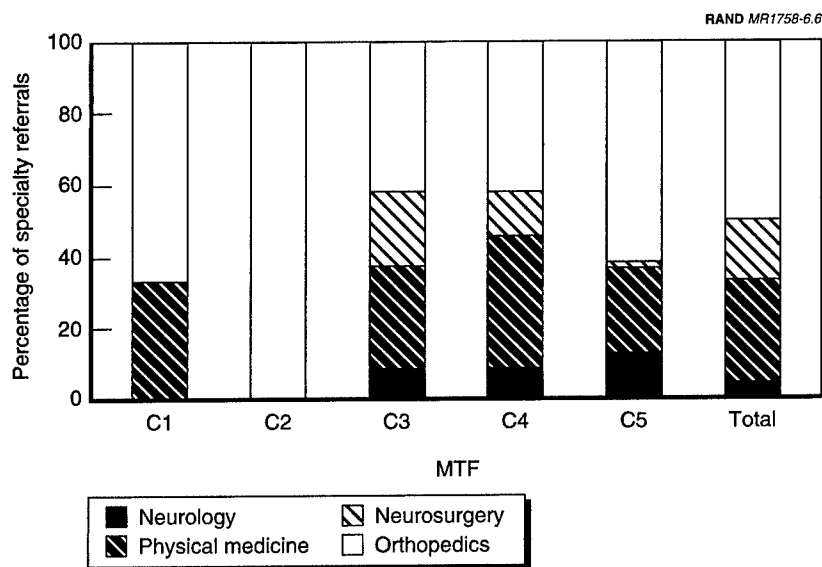 RAND MR1758-6.6
Percentage of specialty referrals
100
80
60
40
20
0
C1 C2 C3 C4 C5 Total
MTF
Neurology Neurosurgery
Physical medicine Orthopedics